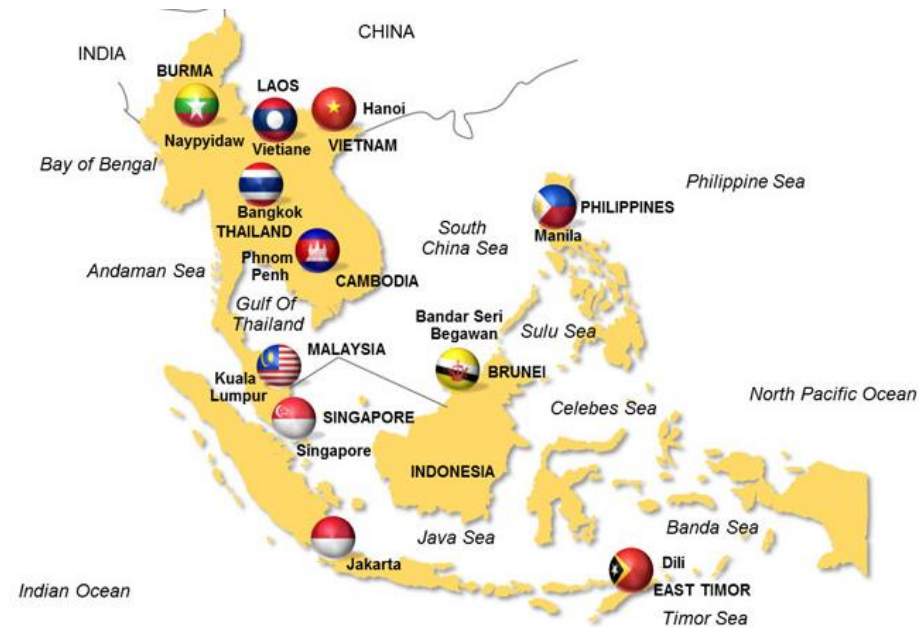 CHINA
INDIA
BURMA
LAOS
Hanoi
Naypyidaw
Vietiane
VIETNAM
Bay of Bengal
Philippine Sea
Bangkok
THAILAND
PHILIPPINES
Manila
South
China Sea
Phnom
Penh
CAMBODIA
Andaman Sea
Gulf Of
Thailand
Bandar Seri
Begawan
Sulu Sea
MALAYSIA
BRUNEI
Kuala
Lumpur
North Pacific Ocean
Celebes Sea
SINGAPORE
Singapore
INDONESIA
Java Sea
Banda Sea
Jakarta
Dili
EAST TIMOR
Indian Ocean
Timor Sea